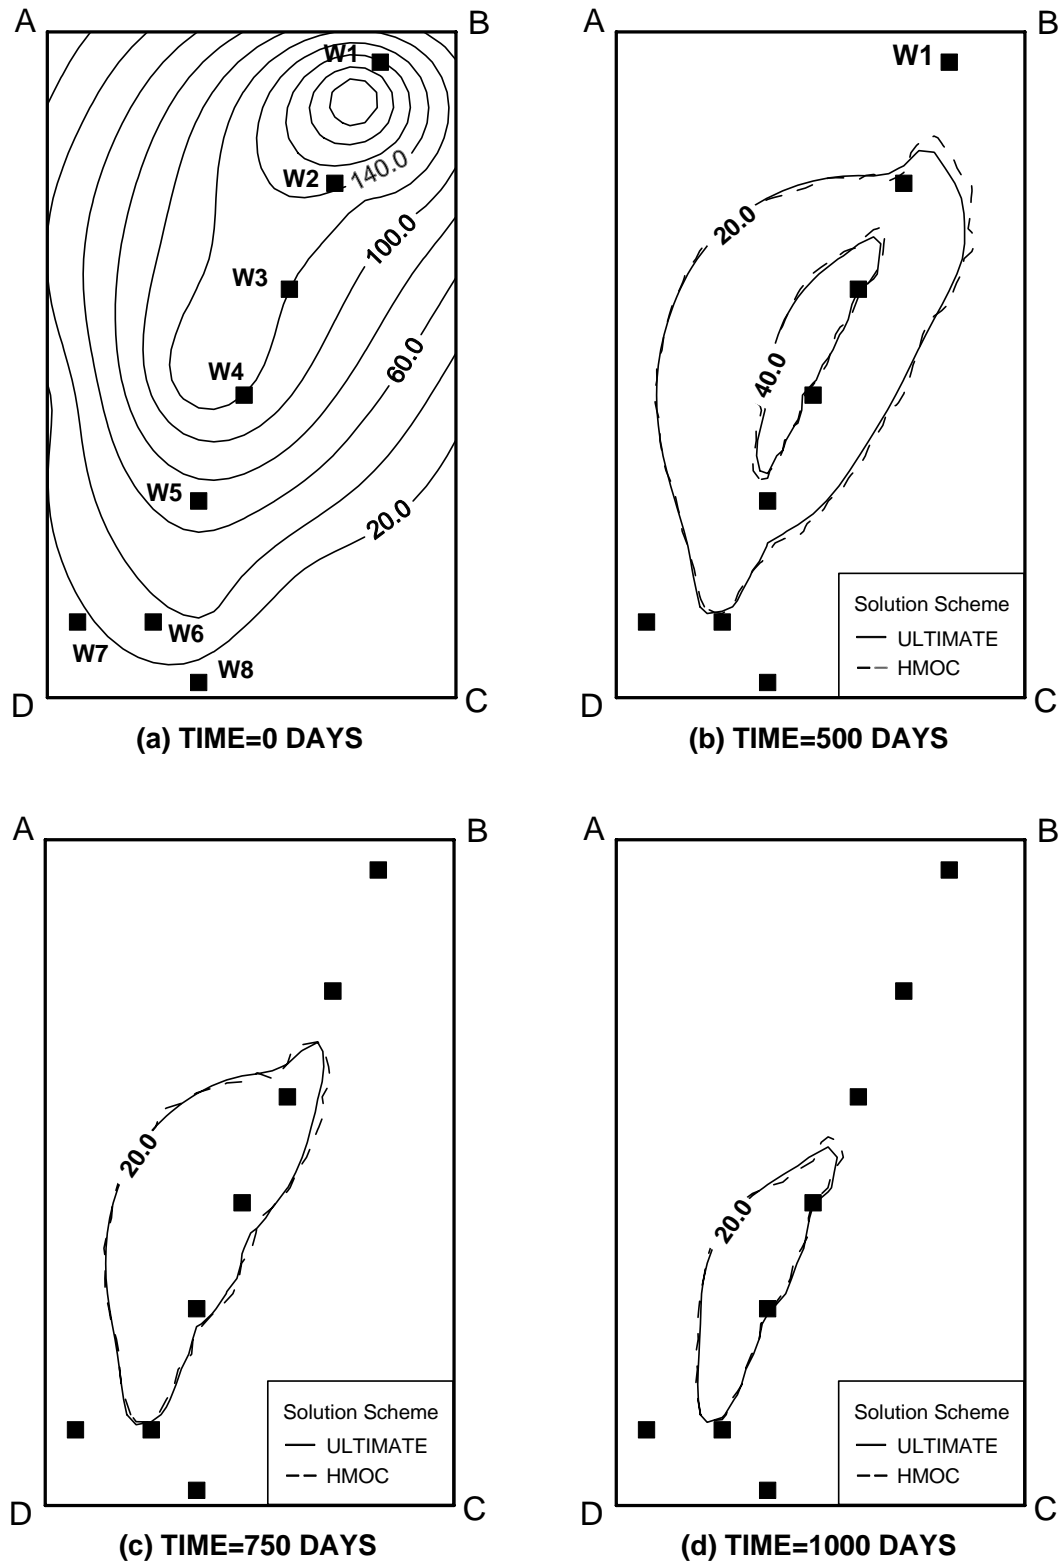 A
B
W1
W2
140.0
100.0
W3
60.0
W4
W5
20.0
W6
W7
W8
D
C
(a) TIME=0 DAYS
A
B
W1
20.0
40.0
Solution Scheme
ULTIMATE
HMOC
D
C
(b) TIME=500 DAYS
A
B
20.0
Solution Scheme
ULTIMATE
HMOC
D
C
(c) TIME=750 DAYS
A
B
20.0
Solution Scheme
ULTIMATE
HMOC
D
C
(d) TIME=1000 DAYS